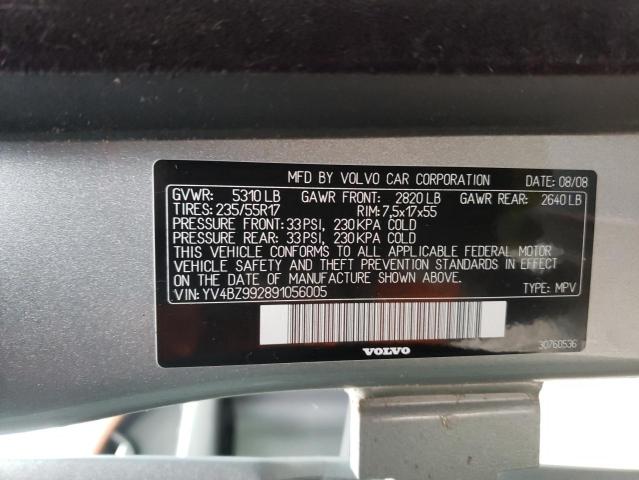 MFD BY VOLVO CAR CORPORATION DATE: 08/08
GVWR: 5310 LB GAWR FRONT: 2820 LB GAWR REAR: 2640 LB
TIRES: 235/55R17 RIM: 7,5x17x55
PRESSURE FRONT: 33 PSI, 230 KPA COLD
PRESSURE REAR: 33 PSI, 230 KPA COLD
THIS VEHICLE CONFORMS TO ALL APPLICABLE FEDERAL MOTOR
VEHICLE SAFETY AND THEFT PREVENTION STANDARDS IN EFFECT
ON THE DATE OF MANUFACTURE SHOWN ABOVE.
VIN: YV4BZ992891056005 TYPE: MPV
VOLVO 30760536